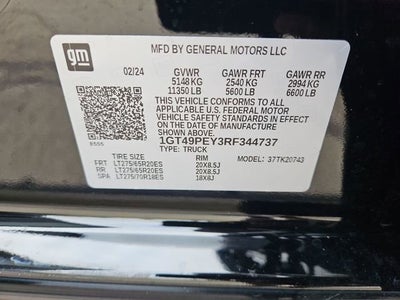 gm
MFD BY GENERAL MOTORS LLC
02/24 GVWR GAWR FRT GAWR RR
5148 KG 2540 KG 2994 KG
11350 LB 5600 LB 6600 LB
THIS VEHICLE CONFORMS TO ALL
APPLICABLE U.S. FEDERAL MOTOR
VEHICLE SAFETY STANDARDS IN EFFECT
ON THE DATE OF MANUFACTURE SHOWN ABOVE.
1GT49PEY3RF344737
TYPE: TRUCK
TIRE SIZE RIM 37TK20743
FRT LT275/65R20ES 20X8.5J
RR LT275/65R20ES 20X8.5J
SPA LT275/70R18ES 18X8J